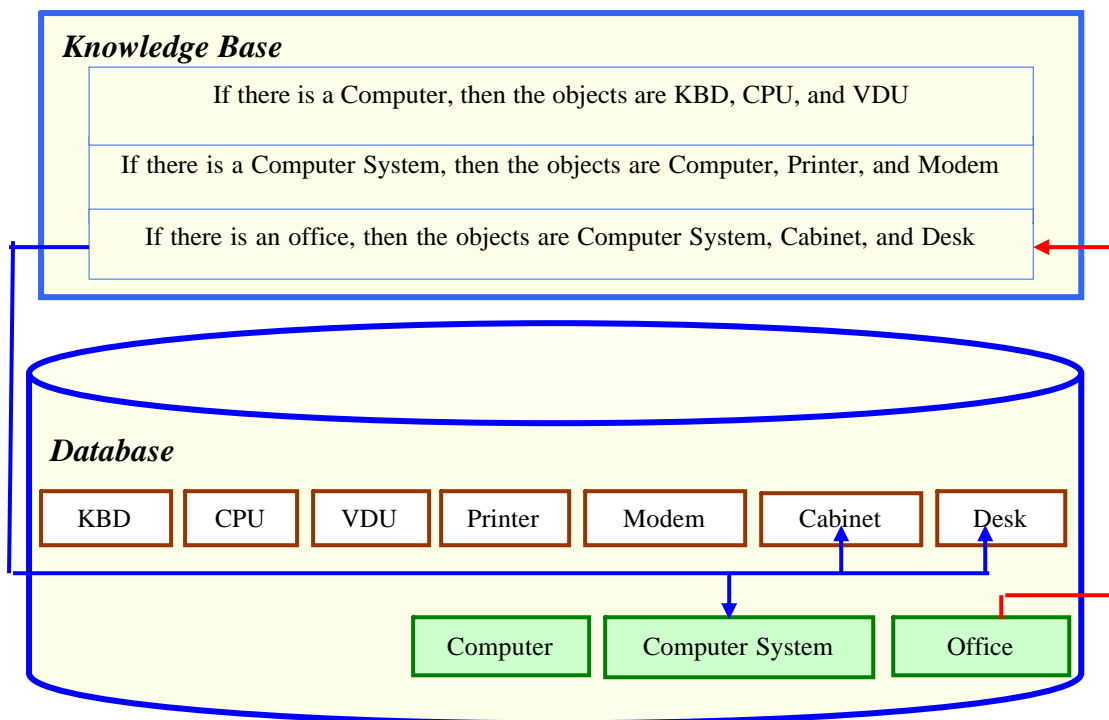 Knowledge Base
If there is a Computer, then the objects are KBD, CPU, and VDU
If there is a Computer System, then the objects are Computer, Printer, and Modem
If there is an office, then the objects are Computer System, Cabinet, and Desk
Database
KBD CPU VDU Printer Modem Cabinet Desk
Computer Computer System Office